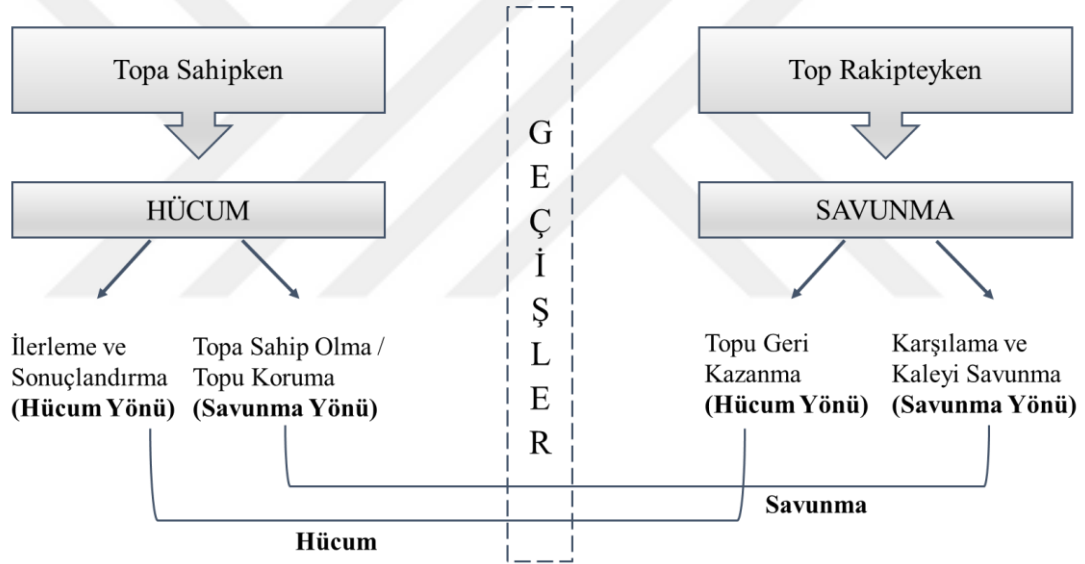 Topa Sahipken
HÜCUM
İlerleme ve
Sonuçlandırma
(Hücum Yönü)
Topa Sahip Olma /
Topu Koruma
(Savunma Yönü)
G
E
Ç
İ
Ş
L
E
R
Top Rakipteyken
SAVUNMA
Topu Geri
Kazanma
(Hücum Yönü)
Karşılama ve
Kaleyi Savunma
(Savunma Yönü)
Savunma
Hücum